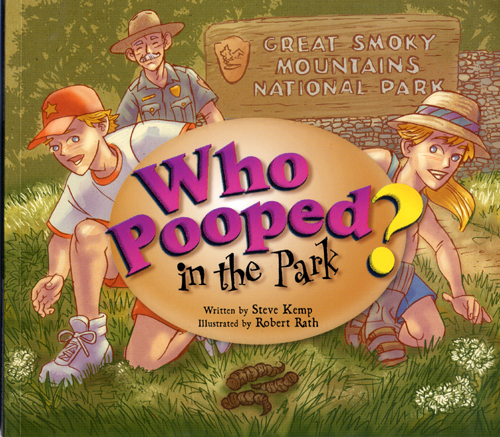 GREAT SMOKY
MOUNTAINS
NATIONAL PARK
Who
Pooped?
in the Park
Written by Steve Kemp
Illustrated by Robert Rath